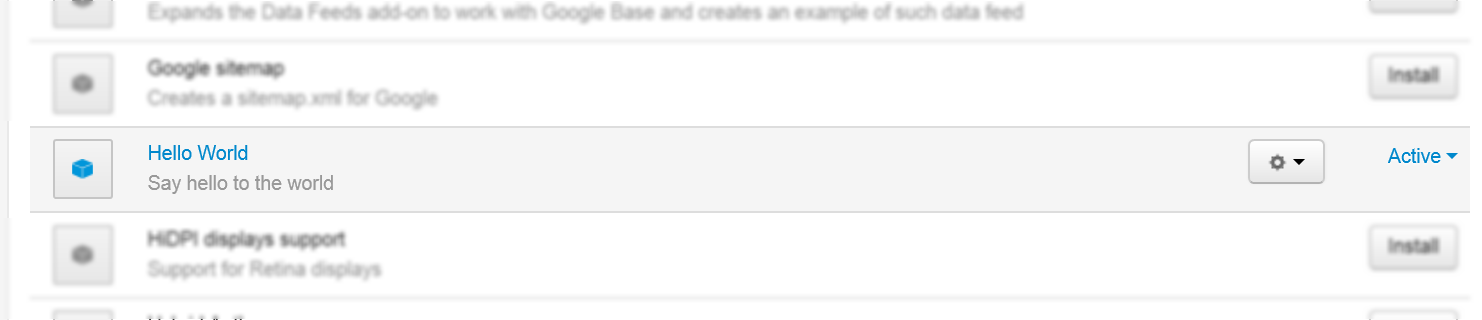 Expands the Data Feeds add-on to work with Google Base and creates an example of such data feed
Google sitemap
Install
Creates a sitemap.xml for Google
Hello World
Active
Say hello to the world
HiDPI displays support
Install
Support for Retina displays